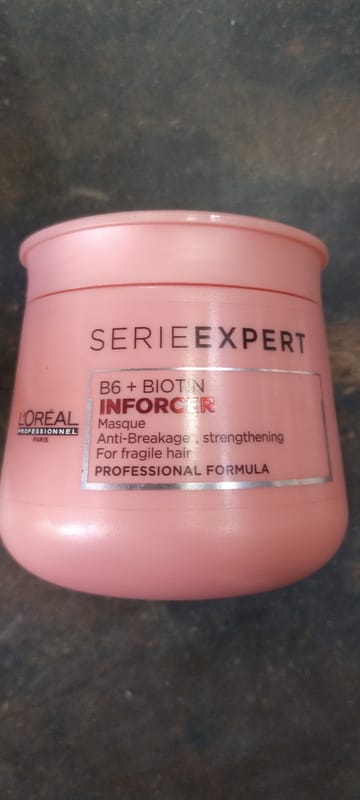 SERIEEXPERT
B6 + BIOTIN
INFORCER
Masque
Anti-Breakage, strengthening
For fragile hair
PROFESSIONAL FORMULA
L'ORÉAL
PROFESSIONNEL
PARIS